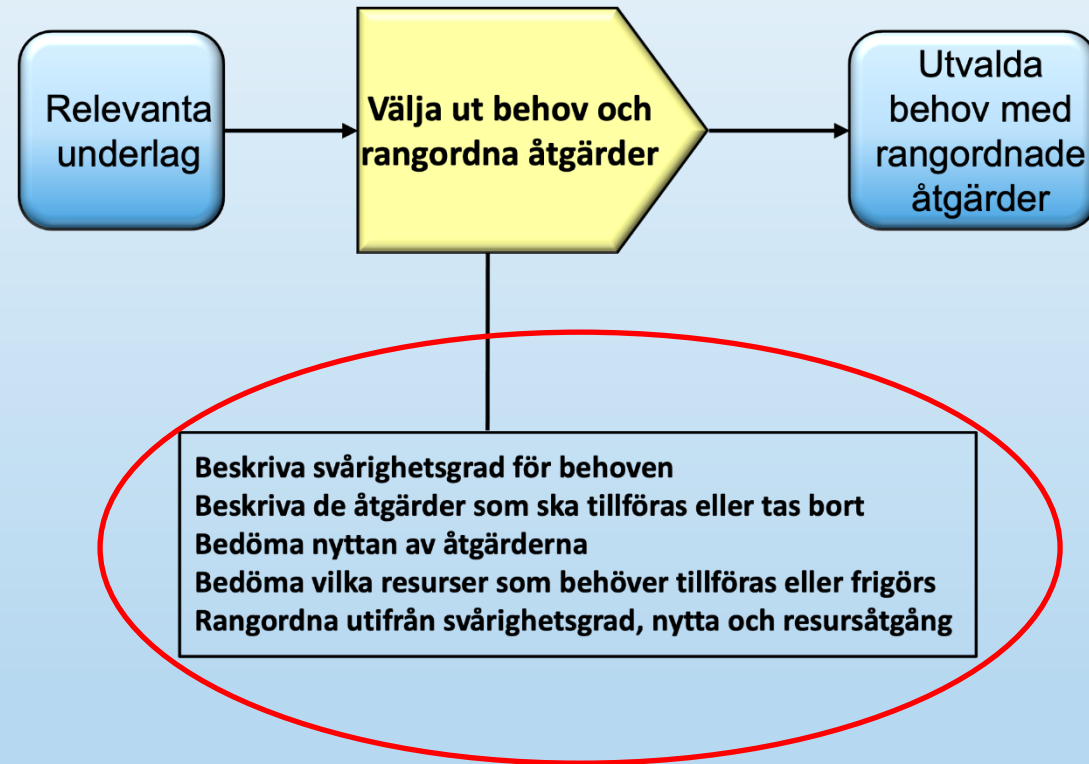 Relevanta
underlag
Välja ut behov och
rangordna åtgärder
Utvalda
behov med
rangordnade
åtgärder
Beskriva svårighetsgrad för behoven
Beskriva de åtgärder som ska tillföras eller tas bort
Bedöma nyttan av åtgärderna
Bedöma vilka resurser som behöver tillföras eller frigörs
Rangordna utifrån svårighetsgrad, nytta och resursåtgång